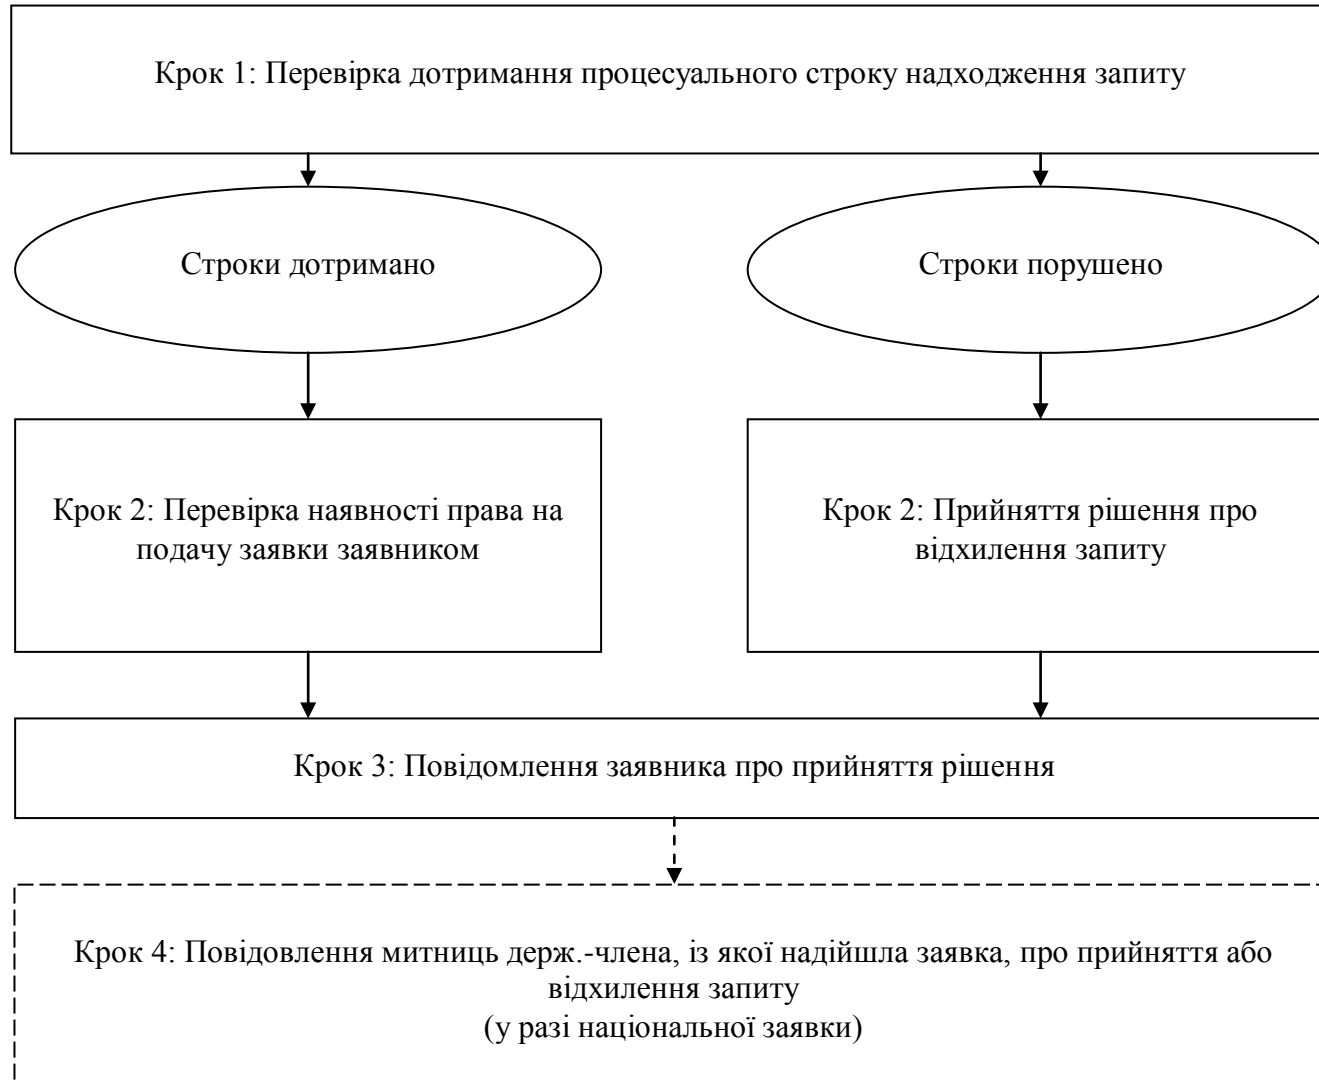 Крок 1: Перевірка дотримання процесуального строку надходження запиту
Строки дотримано
Строки порушено
Крок 2: Перевірка наявності права на
подачу заявки заявником
Крок 2: Прийняття рішення про
відхилення запиту
Крок 3: Повідомлення заявника про прийняття рішення
Крок 4: Повідовлення митниць держ.-члена, із якої надійшла заявка, про прийняття або
відхилення запиту
(у разі національної заявки)